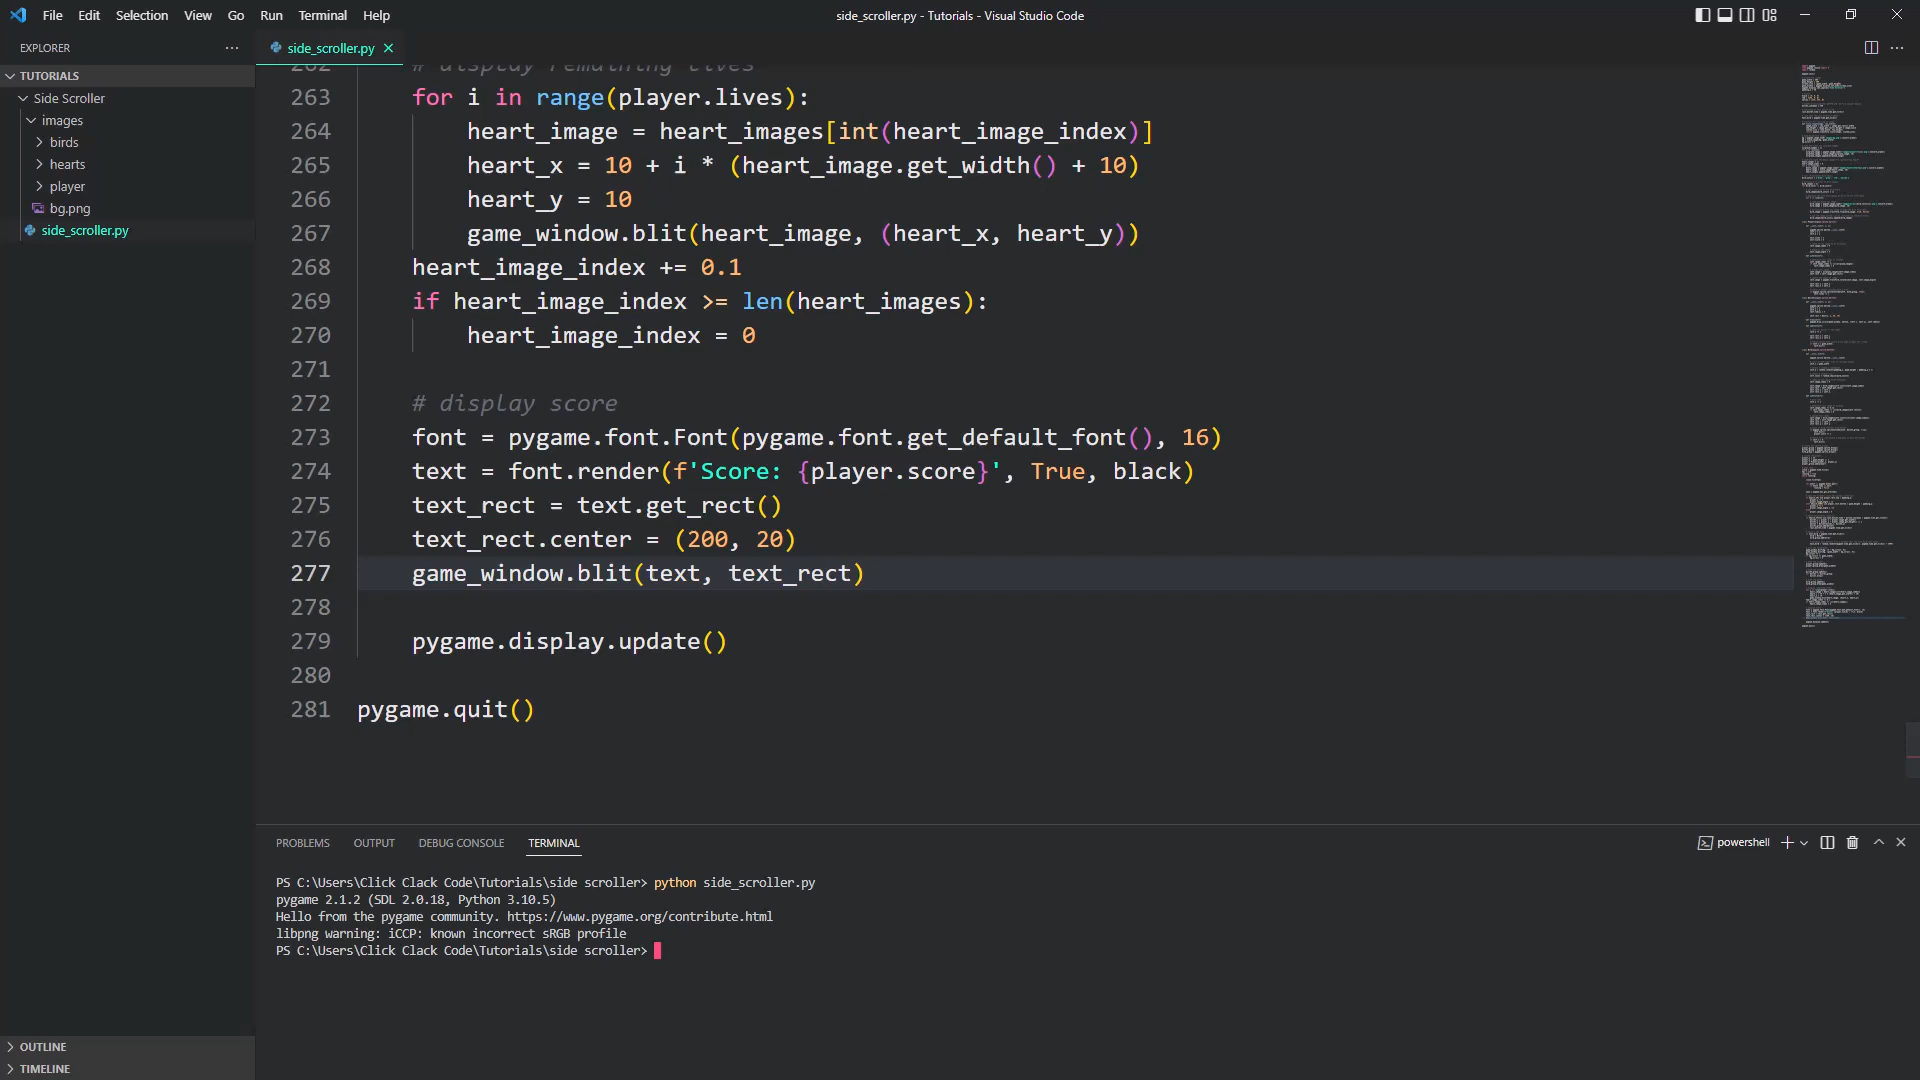 File Edit Selection View Go Run Terminal Help
side_scroller.py - Tutorials - Visual Studio Code
EXPLORER
side_scroller.py
TUTORIALS
Side Scroller
images
birds
hearts
player
bg.png
side_scroller.py
262 # display remaining lives
263 for i in range(player.lives):
264 heart_image = heart_images[int(heart_image_index)]
265 heart_x = 10 + i * (heart_image.get_width() + 10)
266 heart_y = 10
267 game_window.blit(heart_image, (heart_x, heart_y))
268 heart_image_index += 0.1
269 if heart_image_index >= len(heart_images):
270 heart_image_index = 0
271
272 # display score
273 font = pygame.font.Font(pygame.font.get_default_font(), 16)
274 text = font.render(f'Score: {player.score}', True, black)
275 text_rect = text.get_rect()
276 text_rect.center = (200, 20)
277 game_window.blit(text, text_rect)
278
279 pygame.display.update()
280
281 pygame.quit()
PROBLEMS OUTPUT DEBUG CONSOLE TERMINAL
powershell
PS C:\Users\Click Clack Code\Tutorials\side scroller> python side_scroller.py
pygame 2.1.2 (SDL 2.0.18, Python 3.10.5)
Hello from the pygame community. https://www.pygame.org/contribute.html
libpng warning: iCCP: known incorrect sRGB profile
PS C:\Users\Click Clack Code\Tutorials\side scroller>
OUTLINE
TIMELINE